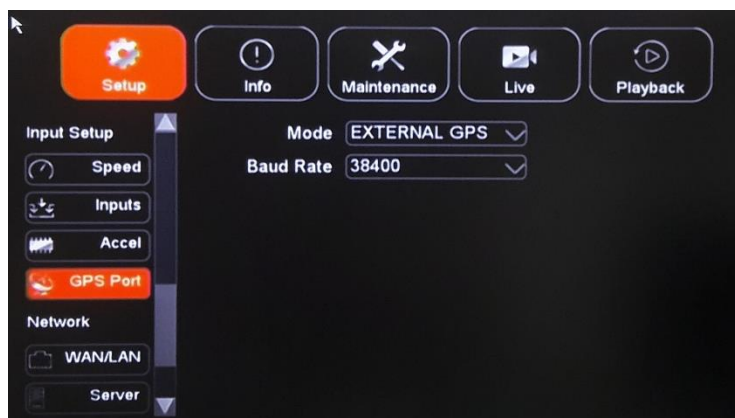 Setup
Info
Maintenance
Live
Playback
Input Setup
Speed
Inputs
Accel
GPS Port
Network
WAN/LAN
Server
Mode EXTERNAL GPS
Baud Rate 38400